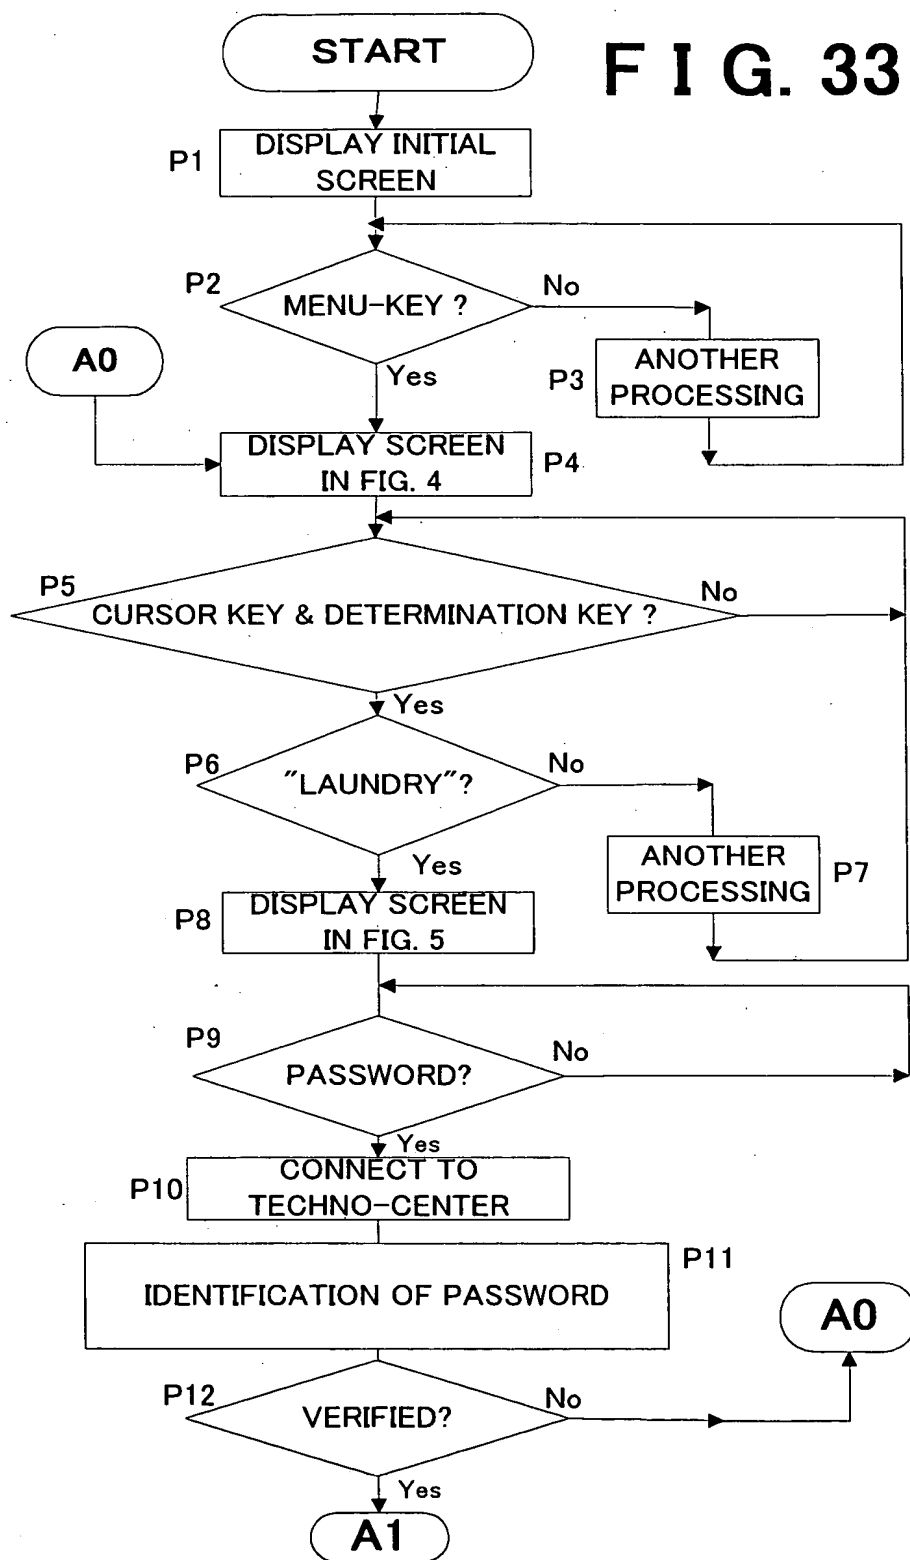 START
F I G. 33
P1
DISPLAY INITIAL
SCREEN
P2
MENU-KEY ?
No
A0
Yes
P3
ANOTHER
PROCESSING
DISPLAY SCREEN
IN FIG. 4
P4
P5
CURSOR KEY & DETERMINATION KEY ?
No
Yes
P6
"LAUNDRY"?
No
Yes
ANOTHER
PROCESSING
P7
P8
DISPLAY SCREEN
IN FIG. 5
P9
PASSWORD?
No
Yes
P10
CONNECT TO
TECHNO-CENTER
P11
IDENTIFICATION OF PASSWORD
A0
P12
VERIFIED?
No
Yes
A1